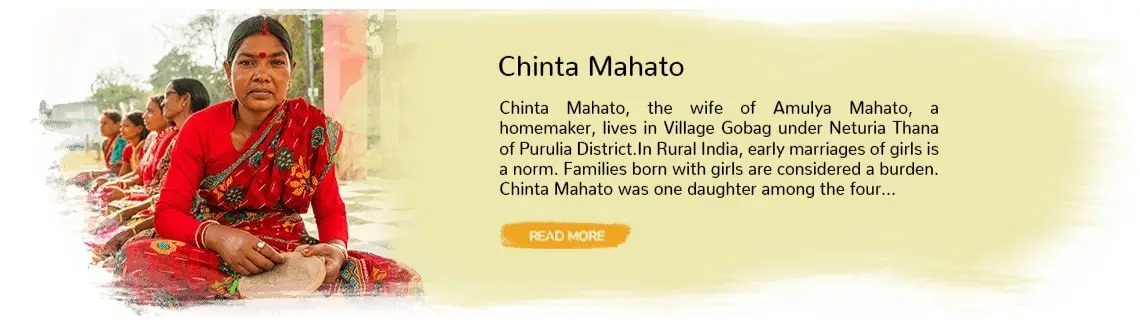 Chinta Mahato
Chinta Mahato, the wife of Amulya Mahato, a
homemaker, lives in Village Gobag under Neturia Thana
of Purulia District.In Rural India, early marriages of girls is
a norm. Families born with girls are considered a burden.
Chinta Mahato was one daughter among the four...
READ MORE